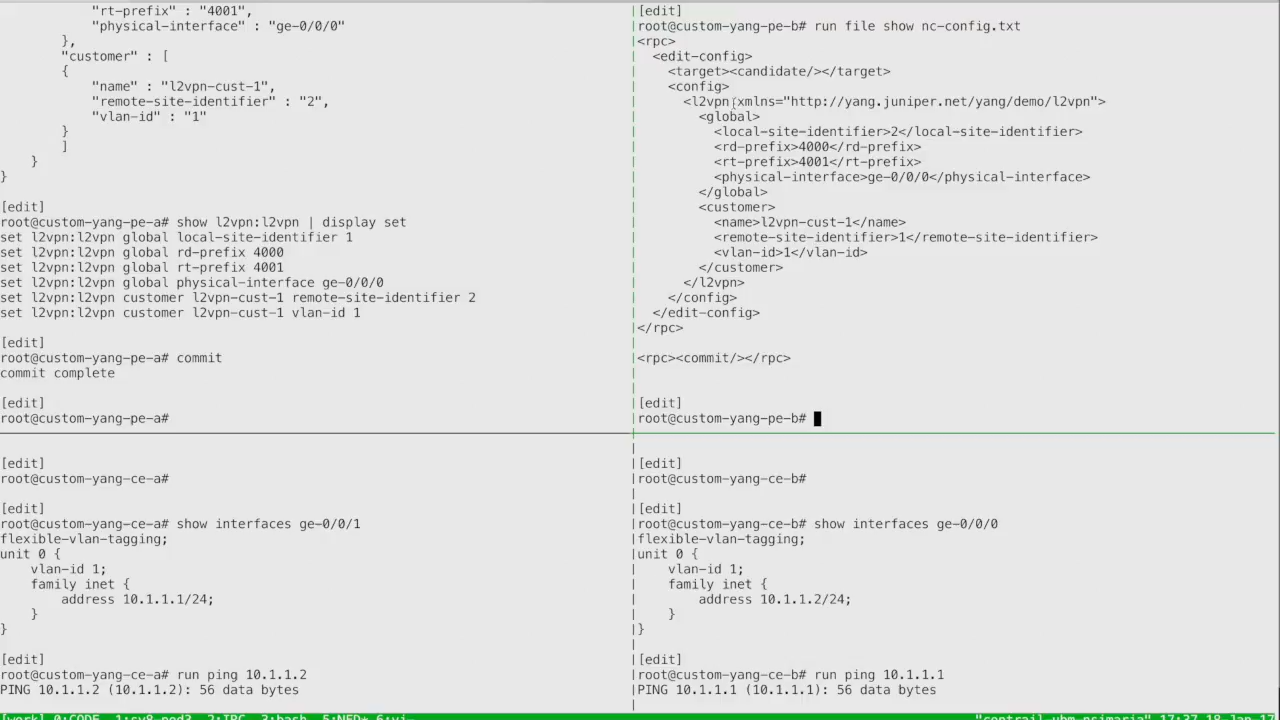 "rt-prefix" : "4001",
"physical-interface" : "ge-0/0/0"
},
"customer" : [
{
"name" : "l2vpn-cust-1",
"remote-site-identifier" : "2",
"vlan-id" : "1"
}
]
}
}
[edit]
root@custom-yang-pe-a# show l2vpn:l2vpn | display set
set l2vpn:l2vpn global local-site-identifier 1
set l2vpn:l2vpn global rd-prefix 4000
set l2vpn:l2vpn global rt-prefix 4001
set l2vpn:l2vpn global physical-interface ge-0/0/0
set l2vpn:l2vpn customer l2vpn-cust-1 remote-site-identifier 2
set l2vpn:l2vpn customer l2vpn-cust-1 vlan-id 1
[edit]
root@custom-yang-pe-a# commit
commit complete
[edit]
root@custom-yang-pe-a#
[edit]
root@custom-yang-pe-b# run file show nc-config.txt
<rpc>
<edit-config>
<target><candidate/></target>
<config>
<l2vpn xmlns="http://yang.juniper.net/yang/demo/l2vpn">
<global>
<local-site-identifier>2</local-site-identifier>
<rd-prefix>4000</rd-prefix>
<rt-prefix>4001</rt-prefix>
<physical-interface>ge-0/0/0</physical-interface>
</global>
<customer>
<name>l2vpn-cust-1</name>
<remote-site-identifier>1</remote-site-identifier>
<vlan-id>1</vlan-id>
</customer>
</l2vpn>
</config>
</edit-config>
</rpc>
<rpc><commit/></rpc>
[edit]
root@custom-yang-pe-b#
[edit]
root@custom-yang-ce-a#
[edit]
root@custom-yang-ce-a# show interfaces ge-0/0/1
flexible-vlan-tagging;
unit 0 {
vlan-id 1;
family inet {
address 10.1.1.1/24;
}
}
[edit]
root@custom-yang-ce-a# run ping 10.1.1.2
PING 10.1.1.2 (10.1.1.2): 56 data bytes
[edit]
root@custom-yang-ce-b#
[edit]
root@custom-yang-ce-b# show interfaces ge-0/0/0
flexible-vlan-tagging;
unit 0 {
vlan-id 1;
family inet {
address 10.1.1.2/24;
}
}
[edit]
root@custom-yang-ce-b# run ping 10.1.1.1
PING 10.1.1.1 (10.1.1.1): 56 data bytes